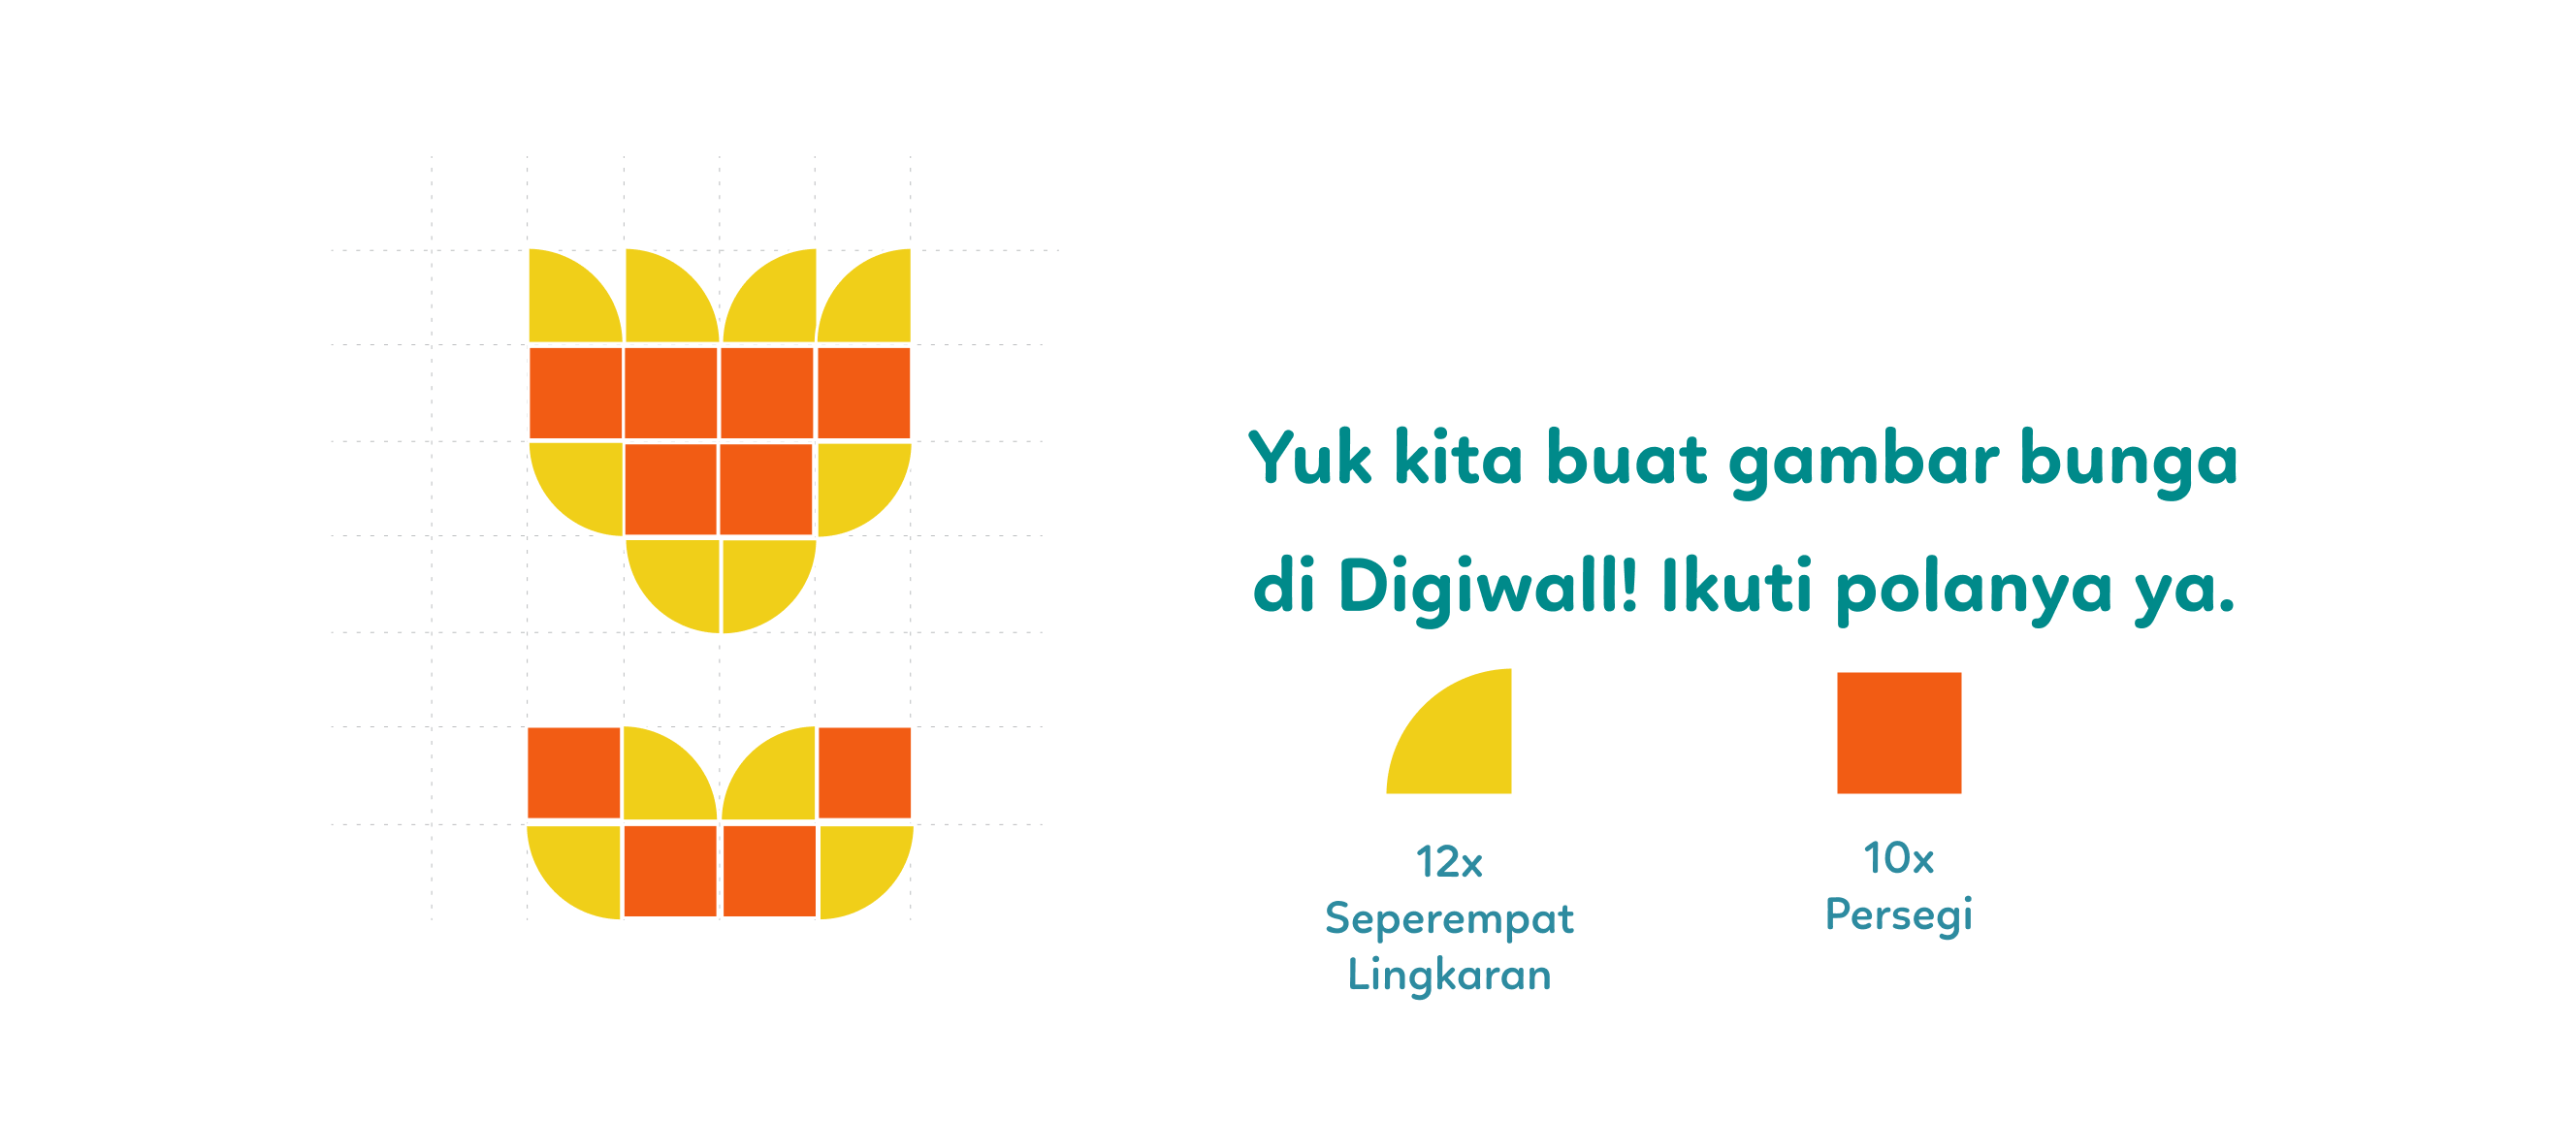 Yuk kita buat gambar bunga
di Digiwall! Ikuti polanya ya.
12x
Seperempat
Lingkaran
10x
Persegi